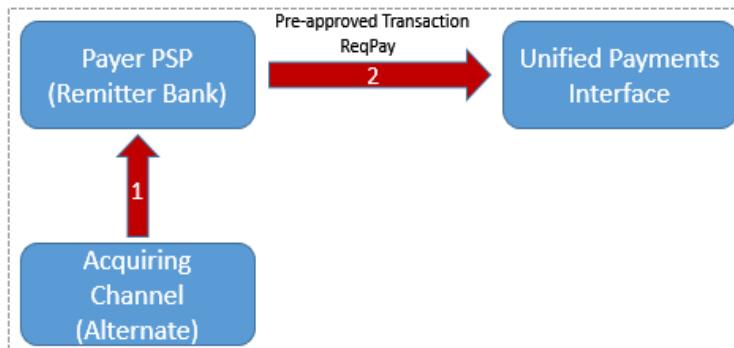 Payer PSP
(Remitter Bank)
Pre-approved Transaction
ReqPay
2
Unified Payments
Interface
1
Acquiring
Channel
(Alternate)